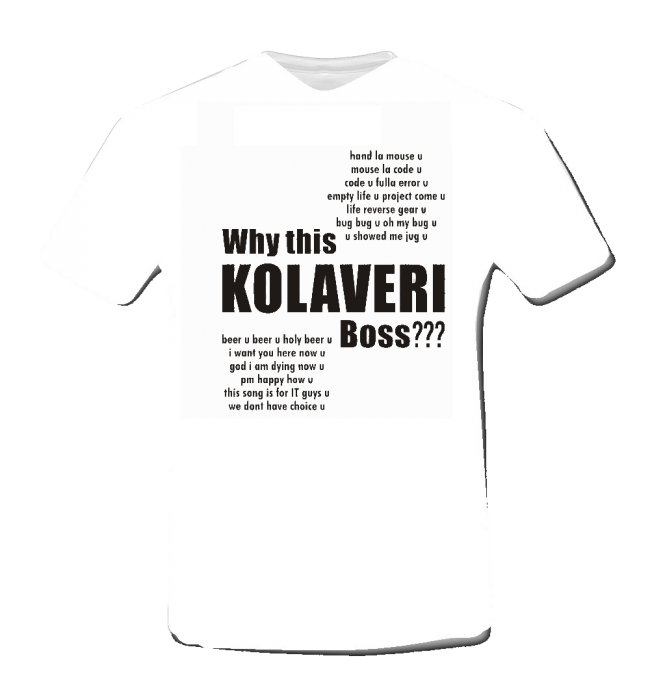 hand la mouse u
mouse la code u
code u fulla error u
empty life u project come u
life reverse gear u
bug bug u oh my bug u
u showed me jug u
Why this
KOLAVERI
Boss???
beer u beer u holy beer u
i want you here now u
god i am dying now u
pm happy how u
this song is for IT guys u
we dont have choice u